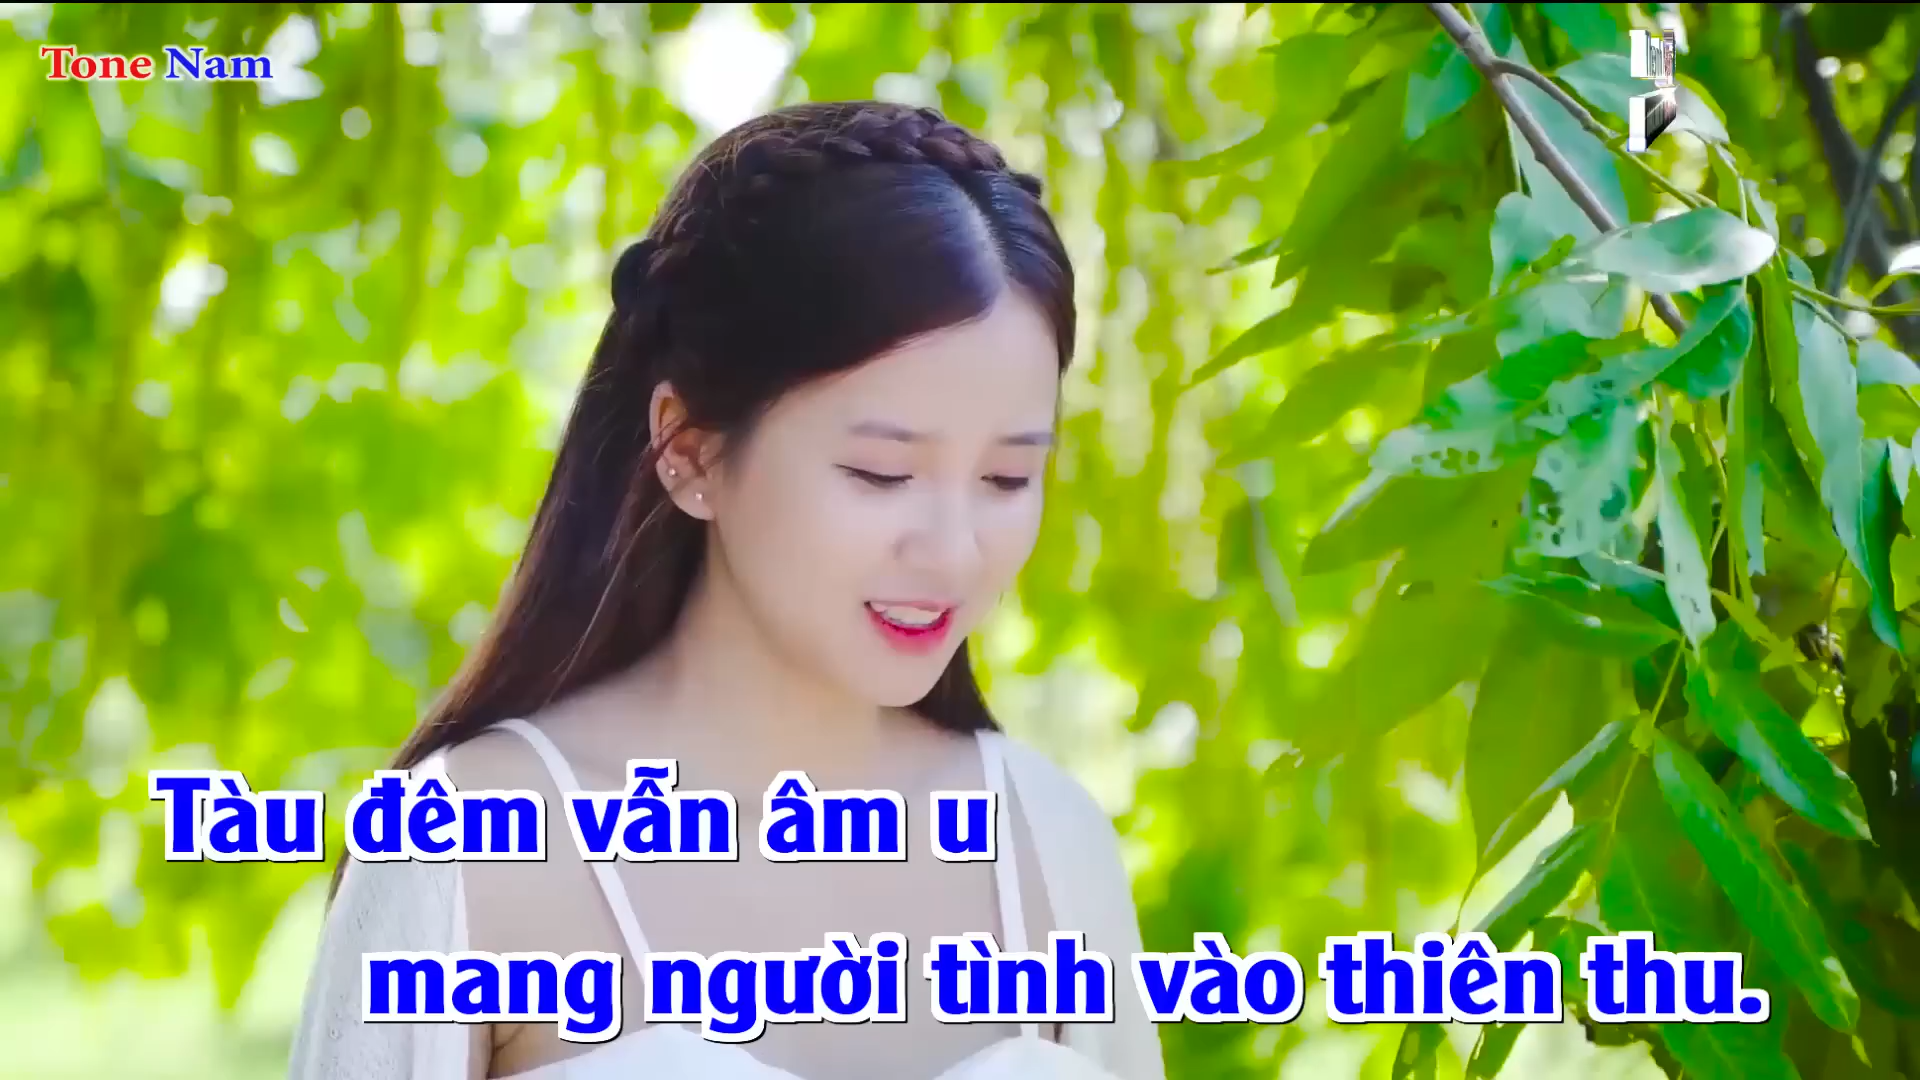 Tone Nam
Tàu đêm vẫn âm u
mang người tình vào thiên thu.